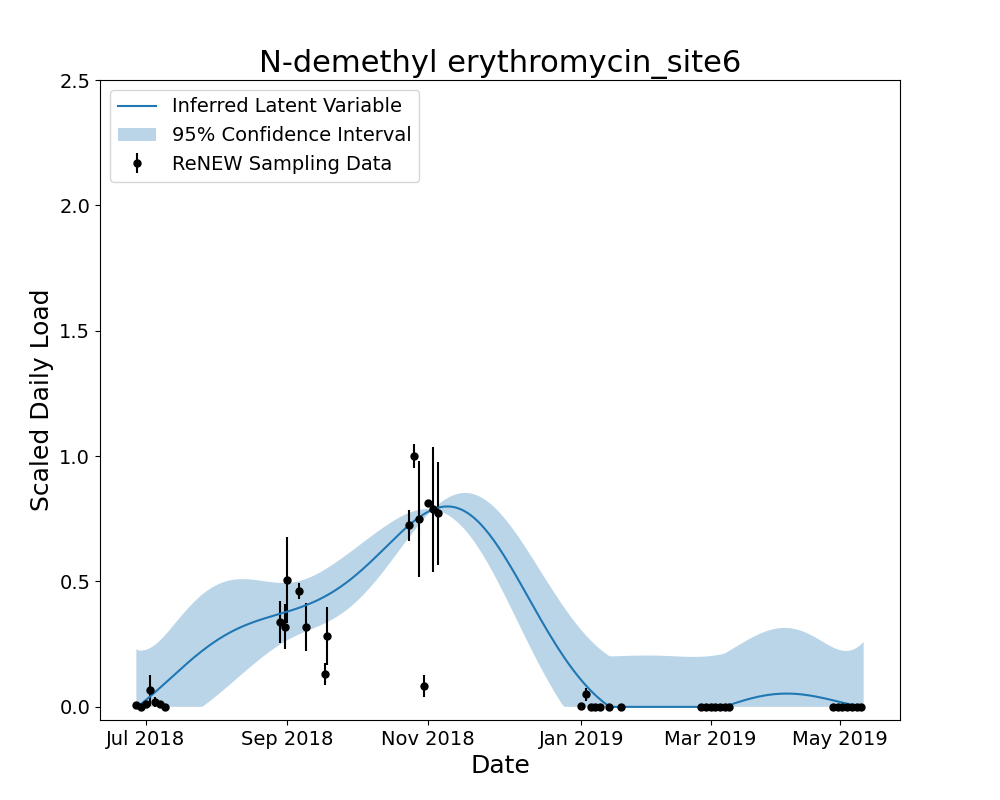 N-demethyl erythromycin_site6
Inferred Latent Variable
95% Confidence Interval
ReNEW Sampling Data
Scaled Daily Load
2.5
2.0
1.5
1.0
0.5
0.0
Jul 2018 Sep 2018 Nov 2018 Jan 2019 Mar 2019 May 2019
Date